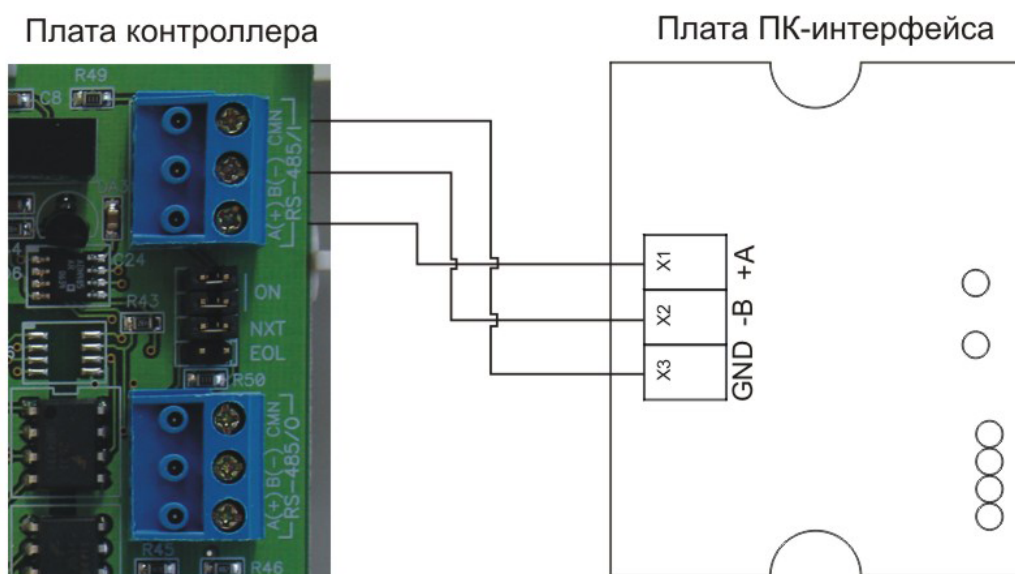 Плата контроллера
Плата ПК-интерфейса
R49
C8
CMN
B(-)
A(+)
RS-485/I
C24
R43
ON
NXT
EOL
R50
CMN
B(-)
A(+)
RS-485/O
R45
R46
X1 +A
X2 -B
X3 GND